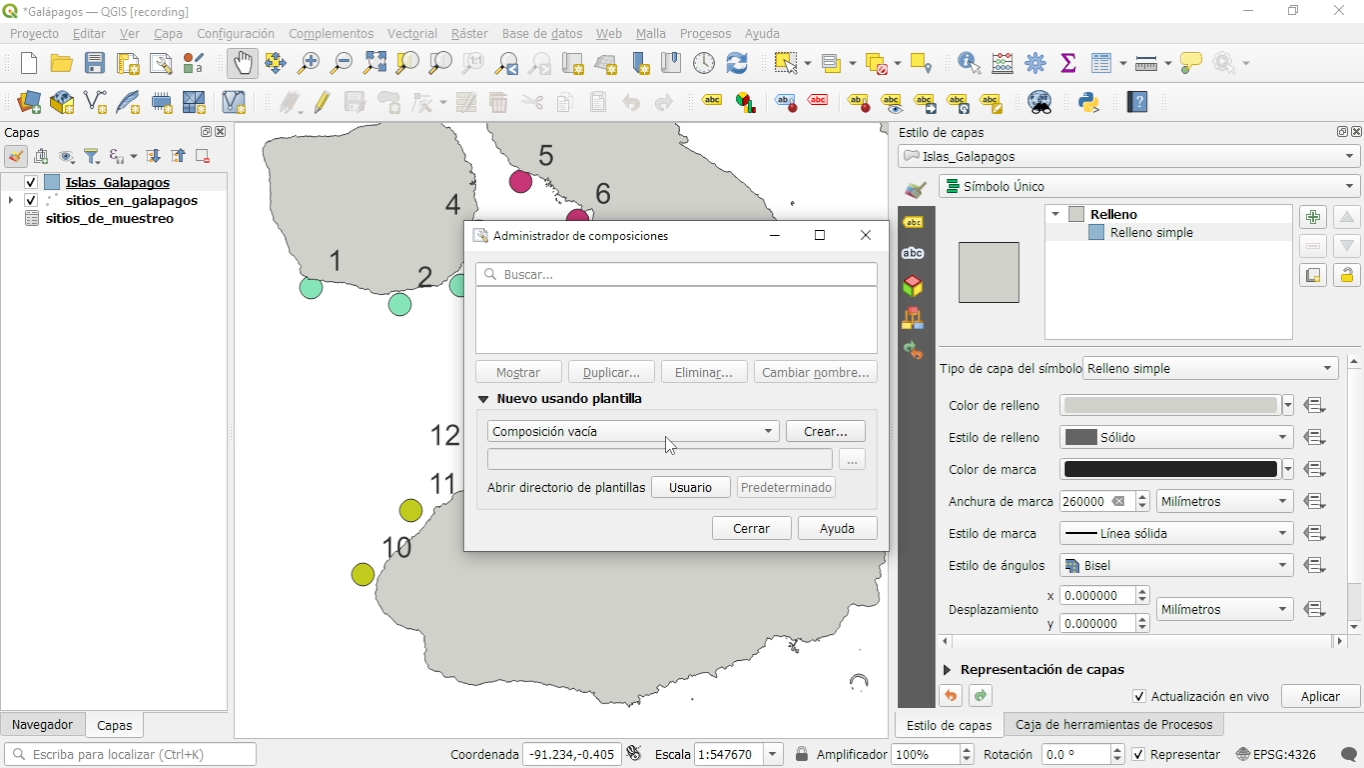 *Galápagos — QGIS [recording]
Proyecto Editar Ver Capa Configuración Complementos Vectorial Ráster Base de datos Web Malla Procesos Ayuda
Capas
Islas_Galapagos
sitios_en_galapagos
sitios_de_muestreo
Navegador Capas
5
6
4
1
2
12
11
10
Administrador de composiciones
Buscar...
Mostrar Duplicar... Eliminar... Cambiar nombre...
Nuevo usando plantilla
Composición vacía Crear...
...
Abrir directorio de plantillas Usuario Predeterminado
Cerrar Ayuda
Estilo de capas
Islas_Galapagos
Símbolo Único
Relleno
Relleno simple
Tipo de capa del símbolo Relleno simple
Color de relleno
Estilo de relleno Sólido
Color de marca
Anchura de marca 260000 Milímetros
Estilo de marca Línea sólida
Estilo de ángulos Bisel
x 0.000000
Desplazamiento Milímetros
y 0.000000
Representación de capas
Actualización en vivo Aplicar
Estilo de capas Caja de herramientas de Procesos
Escriba para localizar (Ctrl+K) Coordenada -91.234,-0.405 Escala 1:547670 Amplificador 100% Rotación 0.0 ° Representar EPSG:4326